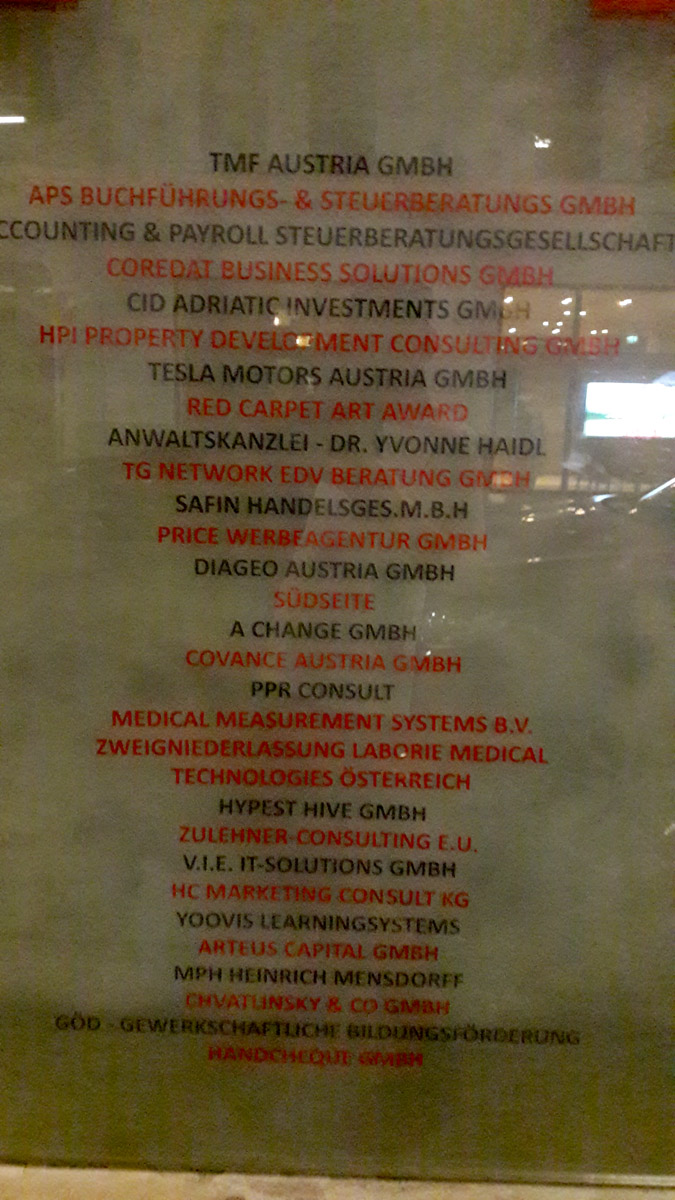 TMF AUSTRIA GMBH
APS BUCHFÜHRUNGS- & STEUERBERATUNGS GMBH
CCOUNTING & PAYROLL STEUERBERATUNGSGESELLSCHAFT
COREDAT BUSINESS SOLUTIONS GMBH
CID ADRIATIC INVESTMENTS GMBH
HPI PROPERTY DEVELOPMENT CONSULTING GMBH
TESLA MOTORS AUSTRIA GMBH
RED CARPET ART AWARD
ANWALTSKANZLEI - DR. YVONNE HAIDL
TG NETWORK EDV BERATUNG GMBH
SAFIN HANDELSGES.M.B.H
PRICE WERBEAGENTUR GMBH
DIAGEO AUSTRIA GMBH
SÜDSEITE
A CHANGE GMBH
COVANCE AUSTRIA GMBH
PPR CONSULT
MEDICAL MEASUREMENT SYSTEMS B.V.
ZWEIGNIEDERLASSUNG LABORIE MEDICAL
TECHNOLOGIES ÖSTERREICH
HYPEST HIVE GMBH
ZULEHNER-CONSULTING E.U.
V.I.E. IT-SOLUTIONS GMBH
HC MARKETING CONSULT KG
YOOVIS LEARNINGSYSTEMS
ARTEUS CAPITAL GMBH
MPH HEINRICH MENSDORFF
CHVATLINSKY & CO GMBH
GÖD - GEWERKSCHAFTLICHE BILDUNGSFÖRDERUNG
HANDCHEQUE GMBH